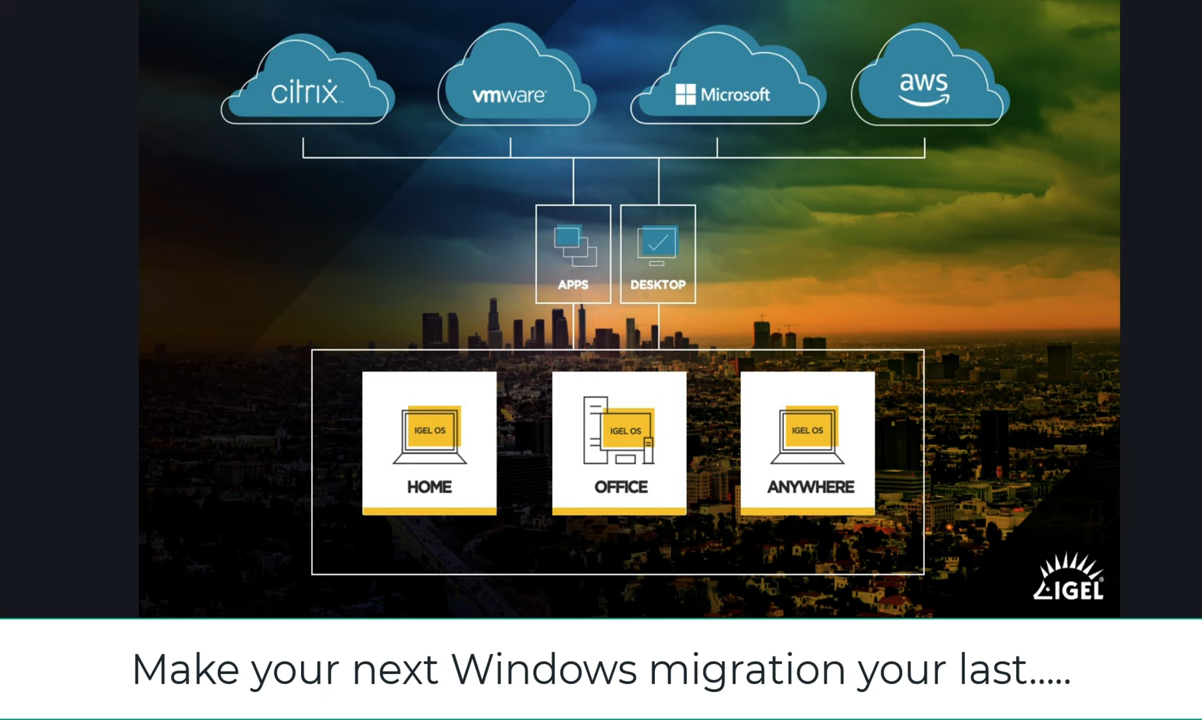 citrix
vmware
Microsoft
aws
APPS
DESKTOP
IGEL OS
IGEL OS
IGEL OS
HOME
OFFICE
ANYWHERE
IGEL
Make your next Windows migration your last.....